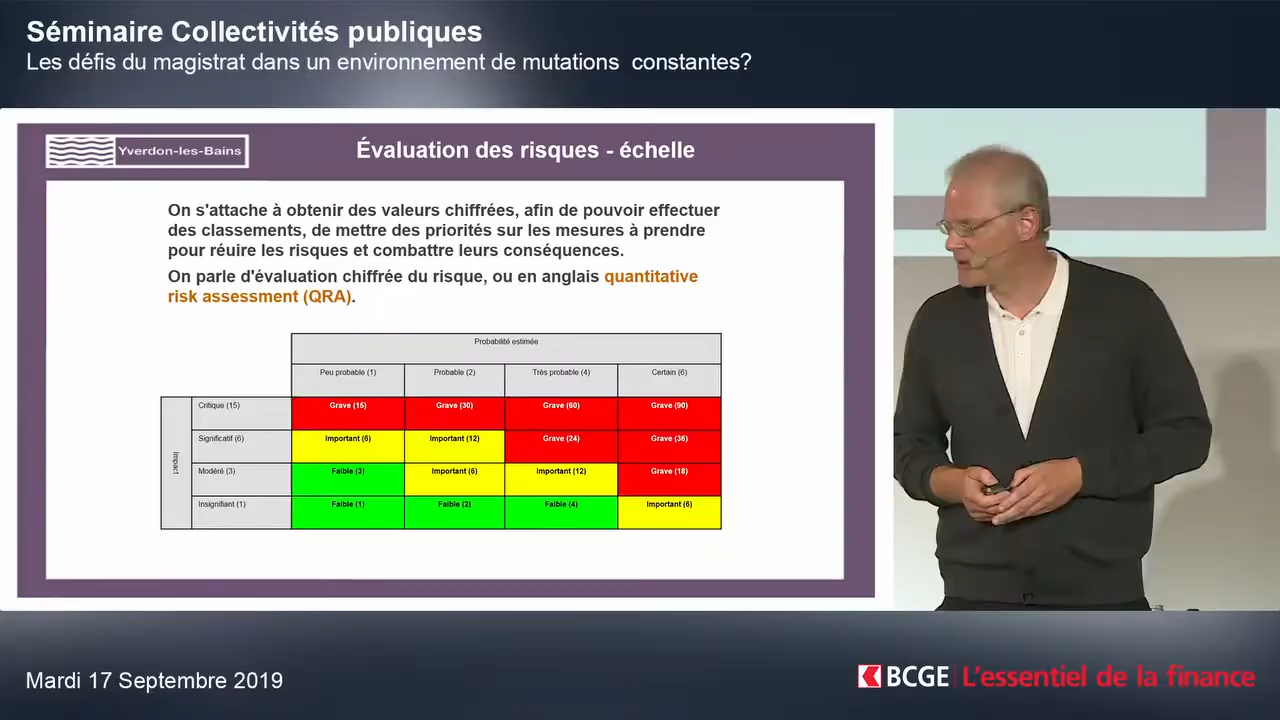 Séminaire Collectivités publiques
Les défis du magistrat dans un environnement de mutations constantes?
Yverdon-les-Bains
Évaluation des risques - échelle
On s'attache à obtenir des valeurs chiffrées, afin de pouvoir effectuer
des classements, de mettre des priorités sur les mesures à prendre
pour réuire les risques et combattre leurs conséquences.
On parle d'évaluation chiffrée du risque, ou en anglais quantitative
risk assessment (QRA).
Probabilité estimée
Peu probable (1) Probable (2) Très probable (4) Certain (6)
Impact
Critique (15) Grave (15) Grave (30) Grave (60) Grave (90)
Significatif (6) Important (6) Important (12) Grave (24) Grave (36)
Modéré (3) Faible (3) Important (6) Important (12) Grave (18)
Insignifiant (1) Faible (1) Faible (2) Faible (4) Important (6)
Mardi 17 Septembre 2019
BCGE L'essentiel de la finance